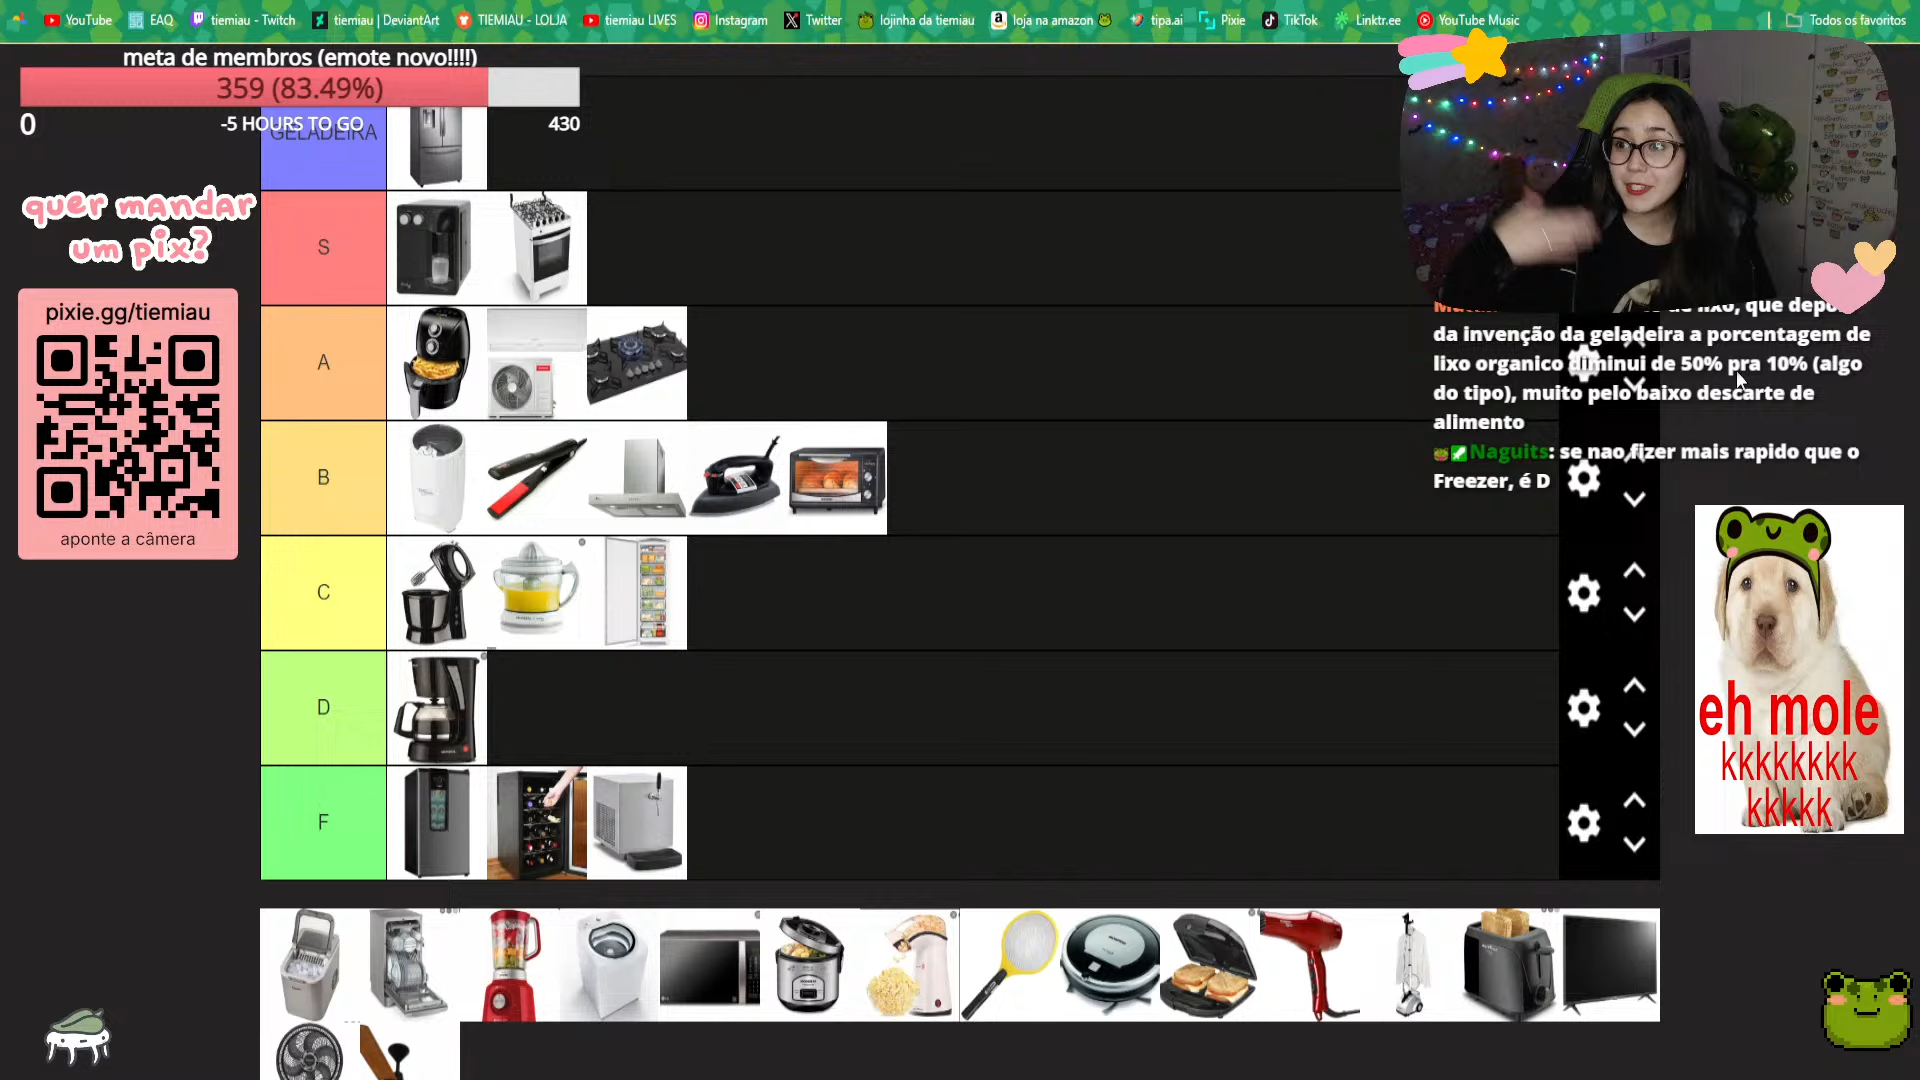 YouTube
EAQ
tiemiau - Twitch
tiemiau | DeviantArt
TIEMIAU - LOLJA
tiemiau LIVES
Instagram
Twitter
lojinha da tiemiau
loja na amazon
tipa.ai
Pixie
TikTok
Linktr.ee
YouTube Music
Todos os favoritos
meta de membros (emote novo!!!!)
359 (83.49%)
0
-5 HOURS TO GO
430
GELADEIRA
quer mandar
um pix?
pixie.gg/tiemiau
aponte a câmera
S
A
B
C
D
F
lixo, que
da invenção da geladeira a porcentagem de
lixo organico diminui de 50% pra 10% (algo
do tipo), muito pelo baixo descarte de
alimento
Naguits: se nao fizer mais rapido que o
Freezer, é D
eh mole
kkkkkkkk
kkkkk